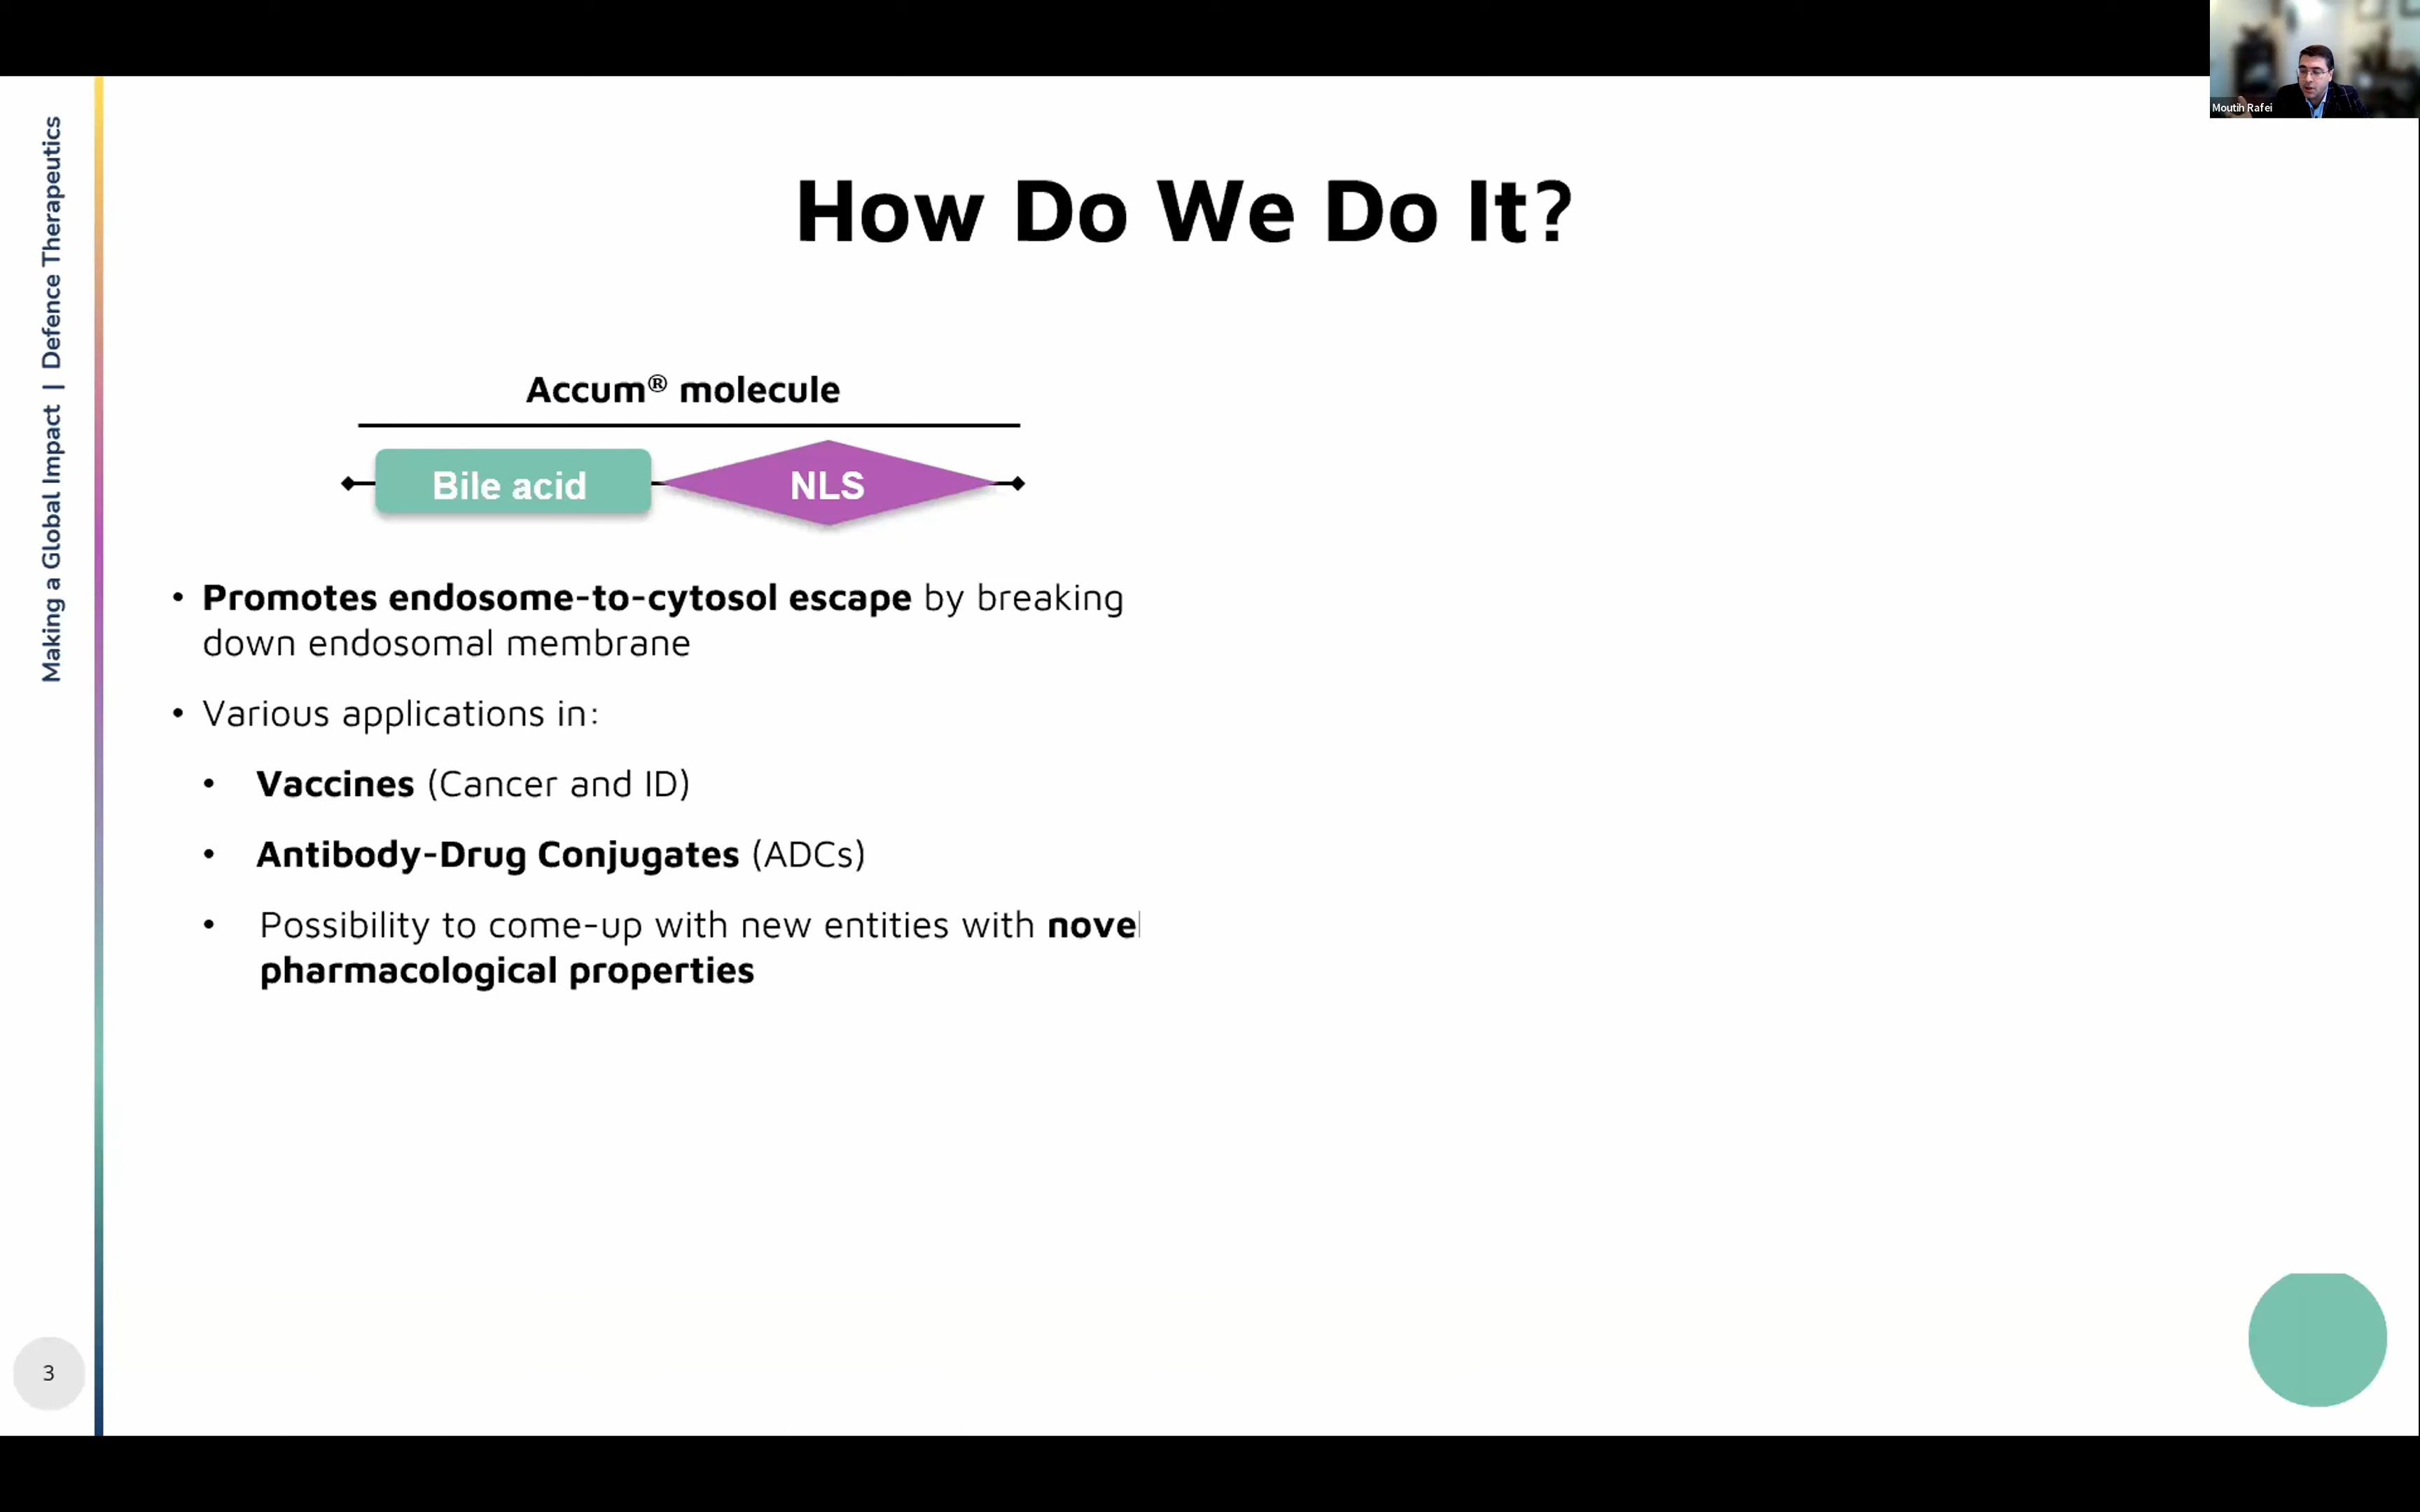 Moutih Rafei
Making a Global Impact | Defence Therapeutics
How Do We Do It?
Accum® molecule
Bile acid
NLS
• Promotes endosome-to-cytosol escape by breaking
down endosomal membrane
• Various applications in:
• Vaccines (Cancer and ID)
• Antibody-Drug Conjugates (ADCs)
• Possibility to come-up with new entities with novel
pharmacological properties
3